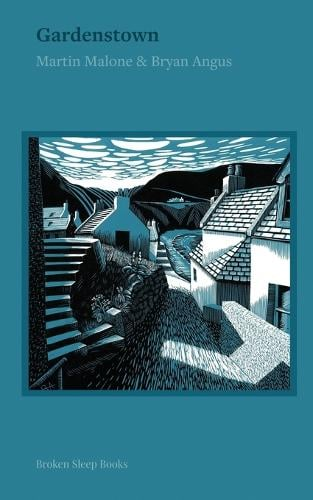 Gardenstown
Martin Malone & Bryan Angus
Broken Sleep Books